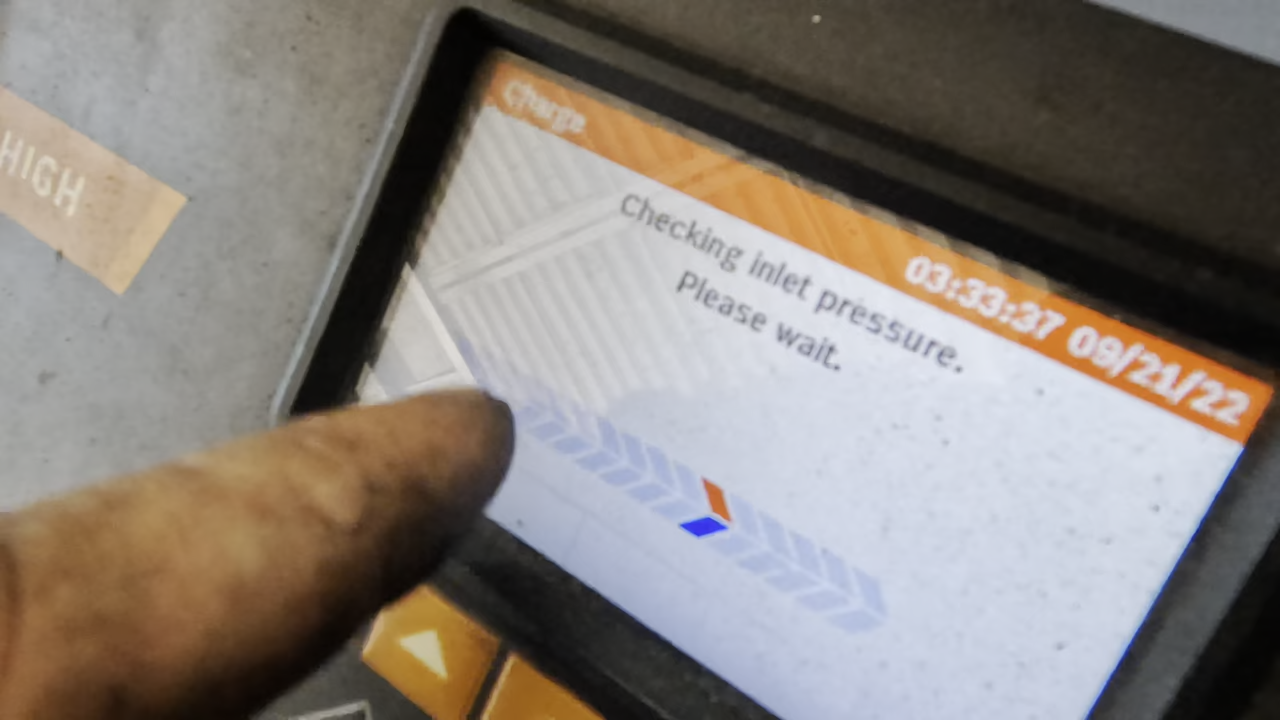 HIGH
Charge
03:33:37 09/21/22
Checking inlet pressure.
Please wait.